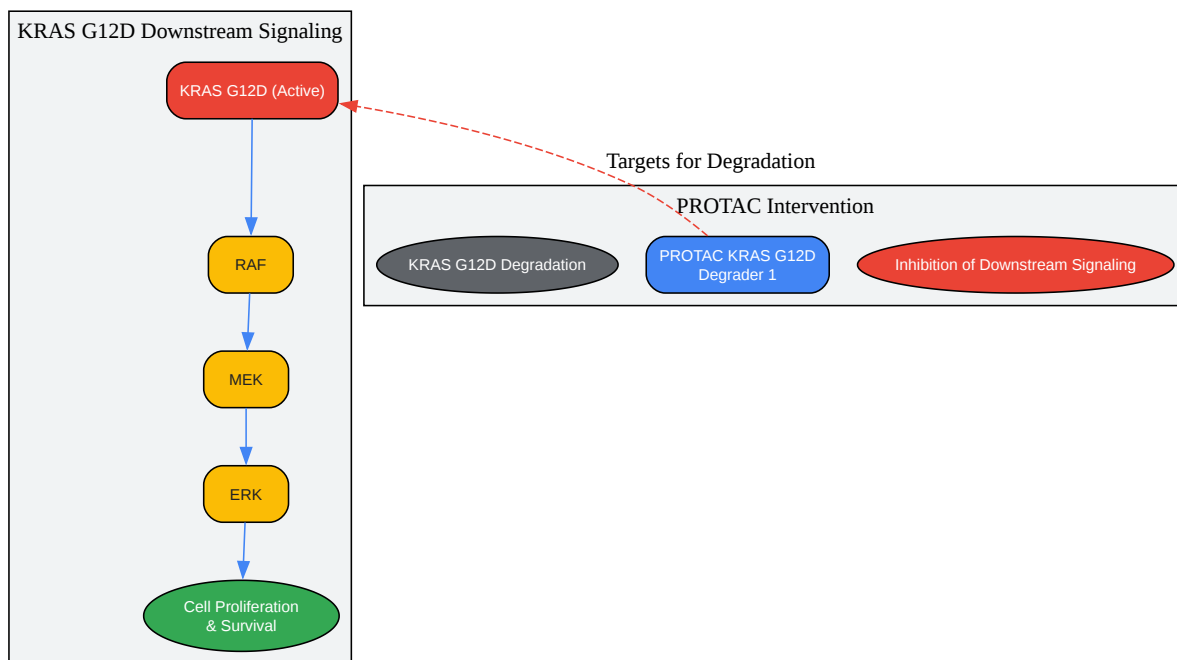 KRAS G12D Downstream Signaling
KRAS G12D (Active)
RAF
MEK
ERK
Cell Proliferation
& Survival
Targets for Degradation
PROTAC Intervention
KRAS G12D Degradation
PROTAC KRAS G12D
Degrader 1
Inhibition of Downstream Signaling